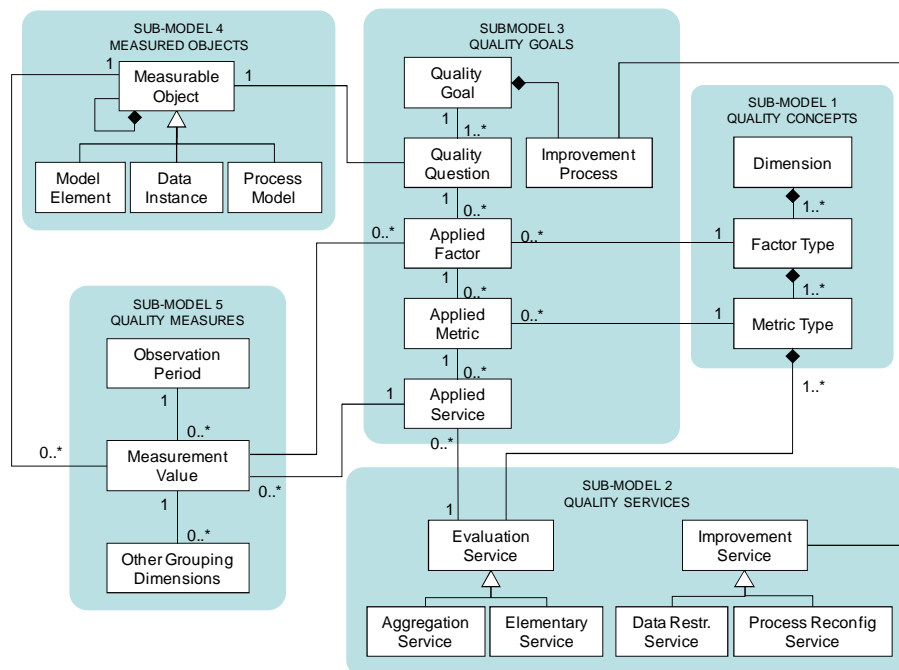 SUB-MODEL 4
MEASURED OBJECTS
1
Measurable
Object
1
Model
Element
Data
Instance
Process
Model
SUBMODEL 3
QUALITY GOALS
Quality
Goal
1
1..*
Quality
Question
Improvement
Process
1
0..*
0..*
Applied
Factor
0..*
1
0..*
Applied
Metric
0..*
1
0..*
1
Applied
Service
0..*
SUB-MODEL 1
QUALITY CONCEPTS
Dimension
1..*
1
Factor Type
1..*
1
Metric Type
1..*
SUB-MODEL 5
QUALITY MEASURES
Observation
Period
1
0..*
0..*
Measurement
Value
0..*
1
0..*
Other Grouping
Dimensions
SUB-MODEL 2
QUALITY SERVICES
1
Evaluation
Service
Improvement
Service
Aggregation
Service
Elementary
Service
Data Restr.
Service
Process Reconfig
Service